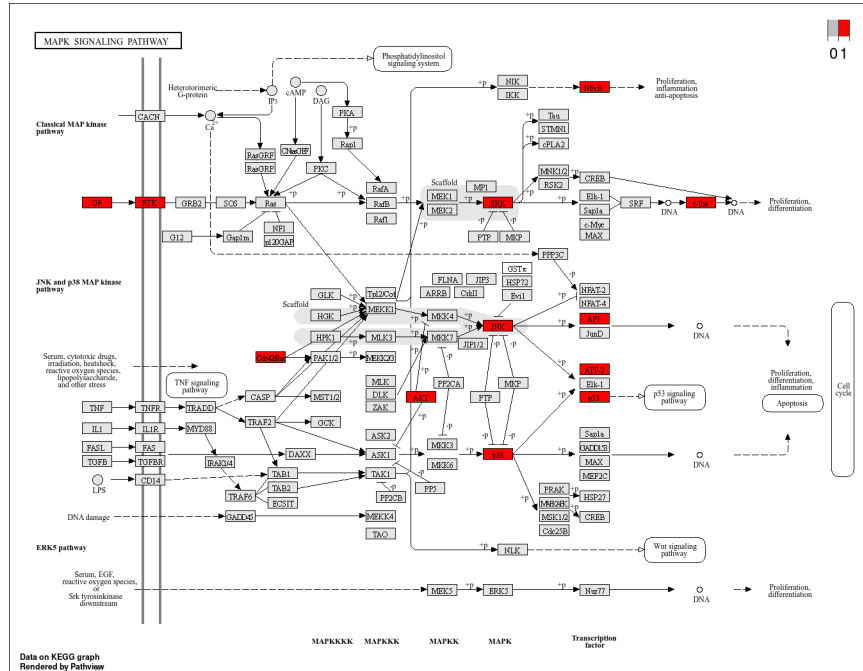 MAPK SIGNALING PATHWAY
01
Phosphatidylinositol
signaling system
Heterotorimeric
G-protein
IP3
cAMP
DAG
+p
NIK
IKK
NFkB
Proliferation,
inflammation
anti-apoptosis
CACN
Ca2+
PKA
+p
Tau
STMN1
cPLA2
+p
Classical MAP kinase
pathway
RasGRF
RasGRP
CNasGEF
Rap1
PKC
+p
MNK1/2
RSK2
CREB
RafA
RafB
Raf1
Scaffold
MP1
MEK1
MEK2
ERK
GF
RTK
GRB2
SOS
Ras
+p
+p
+p
+p
+p
Elk-1
Sap1a
c-Myc
MAX
SRF
DNA
c-fos
DNA
Proliferation,
differentiation
G12
Gap1m
NF1
p120GAP
PTP
MKP
-p
-p
PPP3C
-p
GSTπ
HSP72
Evi1
FLNA
JIP3
ARRB
CrkII
NFAT-2
NFAT-4
+p
JNK and p38 MAP kinase
pathway
Scaffold
GLK
HGK
HPK1
Tpl2/Cot
MEKK1
MLK3
MKK4
MKK7
JNK
JIP1/2
+p
+p
+p
+p
AP1
JunD
DNA
Cdc42/Rac
PAK1/2
MEKK2/3
Serum, cytotoxic drugs,
irradiation, heatshock,
reactive oxygen species,
lipopolysaccharide,
and other stress
TNF signaling
pathway
MLK
DLK
ZAK
AKT
PP2CA
PTP
MKP
-p
-p
-p
-p
+p
ATF-2
Elk-1
p53
p53 signaling
pathway
Proliferation,
differentiation,
inflammation
Apoptosis
Cell
cycle
CASP
MST1/2
TNF
TNFR
TRADD
TRAF2
GCK
IL1
IL1R
MYD88
ASK2
ASK1
TAK1
MKK3
MKK6
p38
+p
+p
+p
Sap1a
GADD153
MAX
MEF2C
DNA
FASL
FAS
DAXX
TGFB
TGFBR
IRAK1/4
LPS
CD14
TAB1
TAB2
ECSIT
TRAF6
PP2CB
PP5
PRAK
MAPKAPK
MSK1/2
Cdc25B
HSP27
CREB
+p
+p
DNA damage
GADD45
MEKK4
TAO
ERK5 pathway
+p
NLK
Wnt signaling
pathway
Serum, EGF,
reactive oxygen species,
or
Srk tyrosinkinase
downstream
MEK5
+p
ERK5
+p
Nur77
DNA
Proliferation,
differentiation
MAPKKKK
MAPKKK
MAPKK
MAPK
Transcription
factor
Data on KEGG graph
Rendered by Pathview